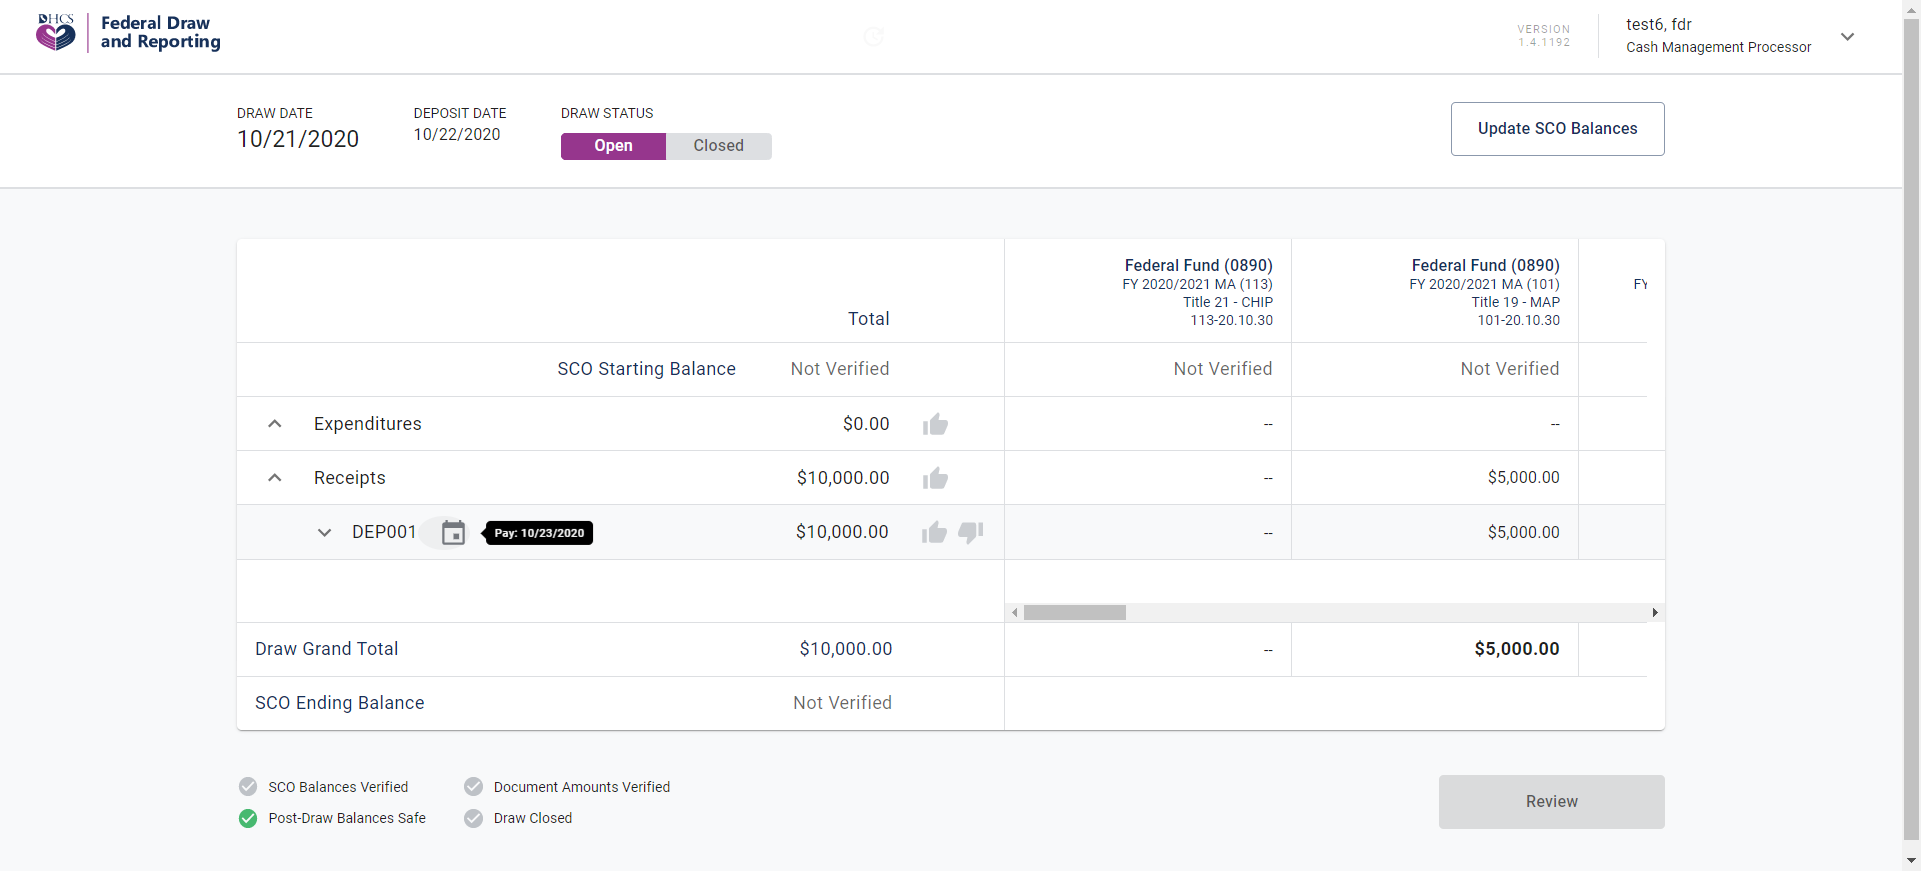 DHCS
Federal Draw
and Reporting
VERSION
1.4.1192
test6, fdr
Cash Management Processor
DRAW DATE
10/21/2020
DEPOSIT DATE
10/22/2020
DRAW STATUS
Open Closed
Update SCO Balances
Total
Federal Fund (0890)
FY 2020/2021 MA (113)
Title 21 - CHIP
113-20.10.30
Federal Fund (0890)
FY 2020/2021 MA (101)
Title 19 - MAP
101-20.10.30
FY
SCO Starting Balance Not Verified Not Verified Not Verified
Expenditures $0.00 -- --
Receipts $10,000.00 -- $5,000.00
DEP001 Pay: 10/23/2020 $10,000.00 -- $5,000.00
Draw Grand Total $10,000.00 -- $5,000.00
SCO Ending Balance Not Verified
SCO Balances Verified Document Amounts Verified
Post-Draw Balances Safe Draw Closed
Review